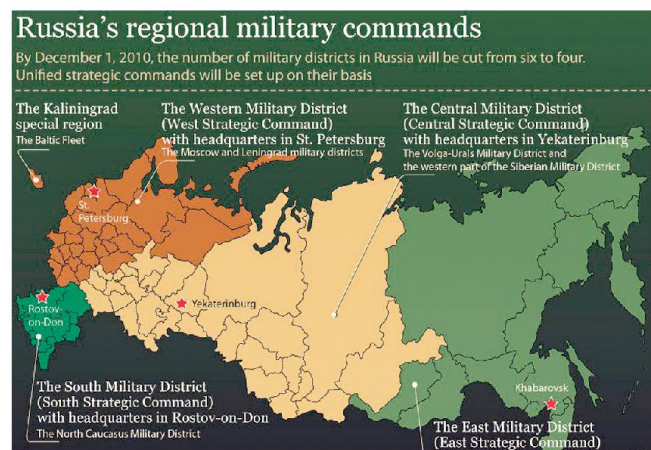 Russia's regional military commands
By December 1, 2010, the number of military districts in Russia will be cut from six to four.
Unified strategic commands will be set up on their basis
The Kaliningrad
special region
The Baltic Fleet
The Western Military District
(West Strategic Command)
with headquarters in St. Petersburg
The Moscow and Leningrad military districts
The Central Military District
(Central Strategic Command)
with headquarters in Yekaterinburg
The Volga-Urals Military District and
the western part of the Siberian Military District
St.
Petersburg
Yekaterinburg
Rostov-
on-Don
Khabarovsk
The South Military District
(South Strategic Command)
with headquarters in Rostov-on-Don
The North Caucasus Military District
The East Military District
(East Strategic Command)